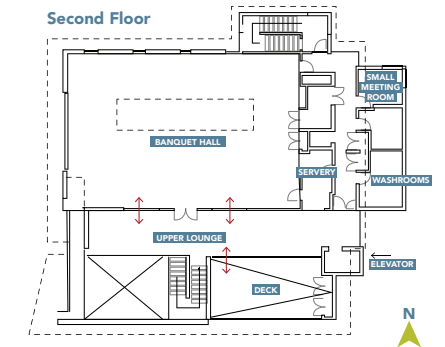 Second Floor
SMALL
MEETING
ROOM
BANQUET HALL
SERVERY
WASHROOMS
UPPER LOUNGE
ELEVATOR
DECK
N